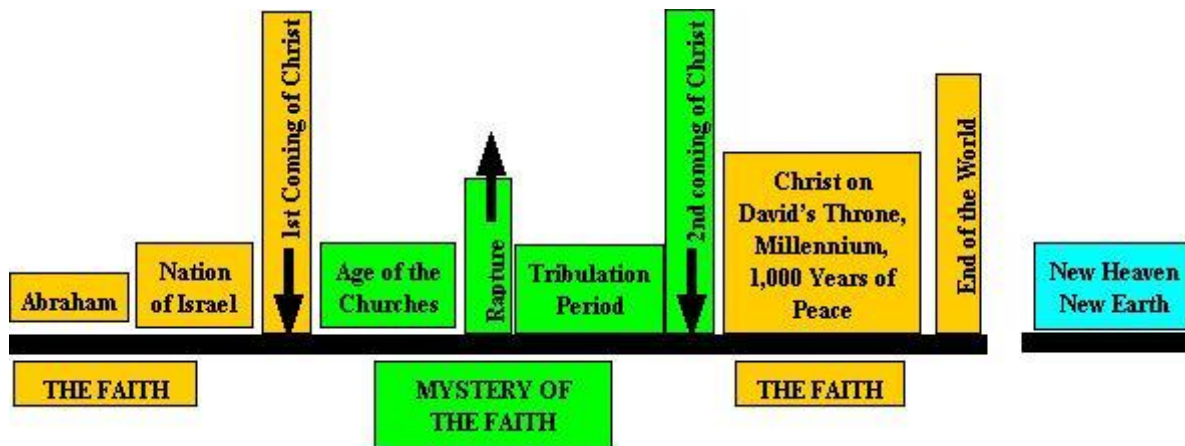 Abraham
Nation
of Israel
1st Coming of Christ
Age of the
Churches
Rapture
Tribulation
Period
2nd coming of Christ
Christ on
David's Throne,
Millennium,
1,000 Years of
Peace
End of the World
New Heaven
New Earth
THE FAITH
MYSTERY OF
THE FAITH
THE FAITH